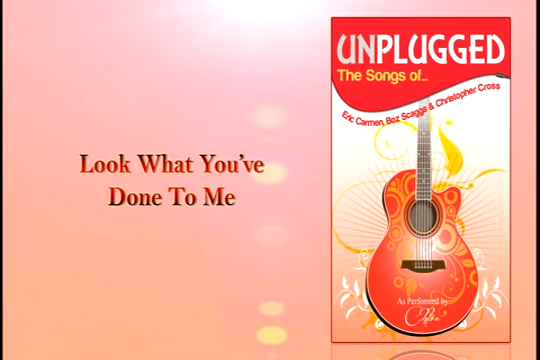 Look What You've
Done To Me
UNPLUGGED
The Songs of...
Eric Carmen, Boz Scaggs & Christopher Cross
As Performed by